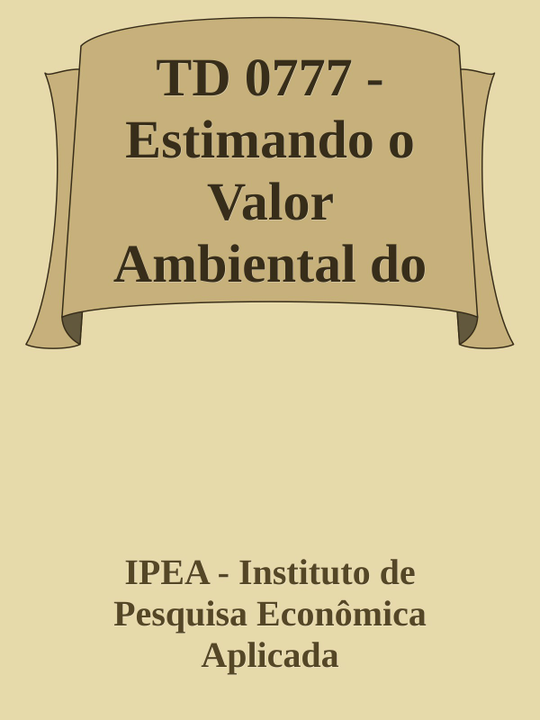 TD 0777 -
Estimando o
Valor
Ambiental do
IPEA - Instituto de
Pesquisa Econômica
Aplicada